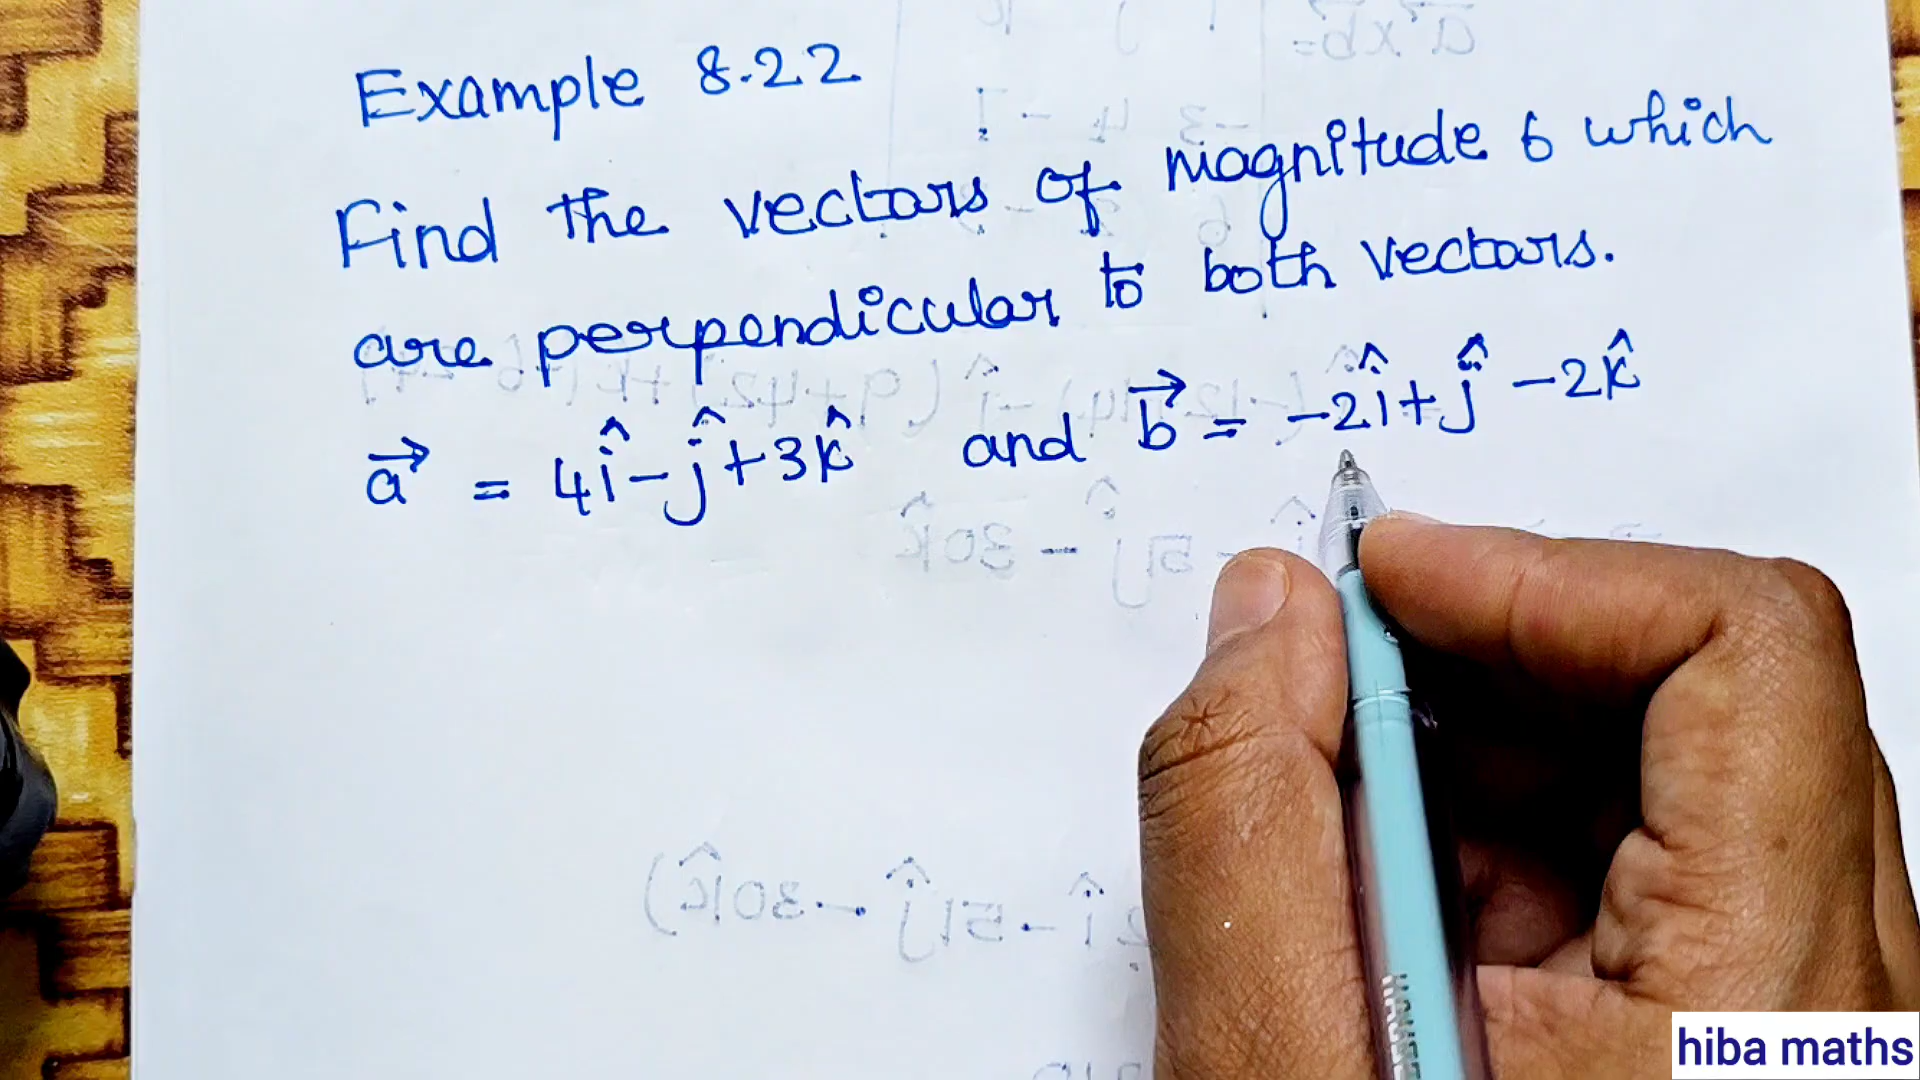 Example 8.22
Find the vectors of magnitude 6 which
are perpendicular to both vectors.
a⃗ = 4î-ĵ+3k̂ and b⃗ = -2î+ĵ-2k̂
hiba maths